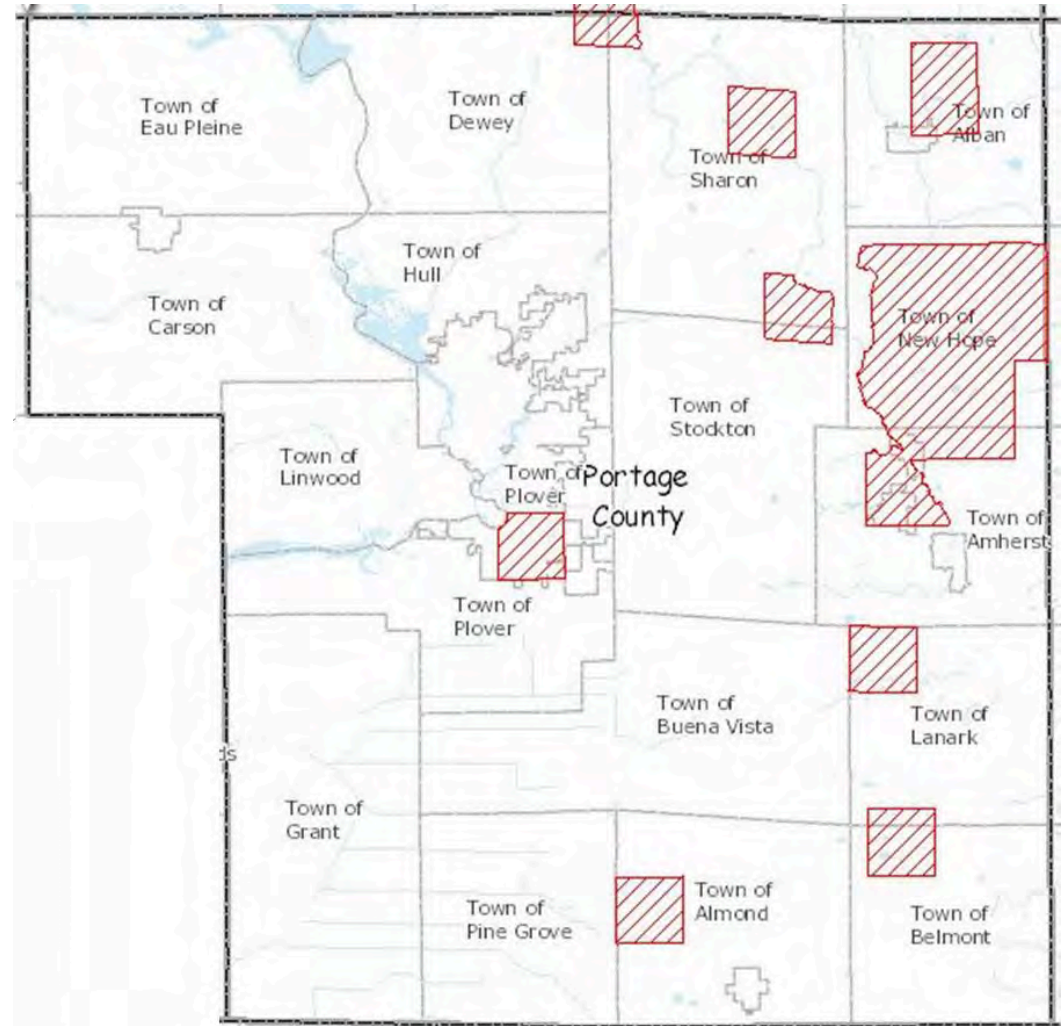 Town of
Eau Pleine
Town of
Dewey
Town of
Alban
Town of
Sharon
Town of
Hull
Town of
Carson
Town of
New Hope
Town of
Stockton
Town of
Linwood
Town of
Plover
Portage
County
Town of
Amherst
Town of
Plover
Town of
Buena Vista
Town of
Lanark
ds
Town of
Grant
Town of
Almond
Town of
Pine Grove
Town of
Belmont